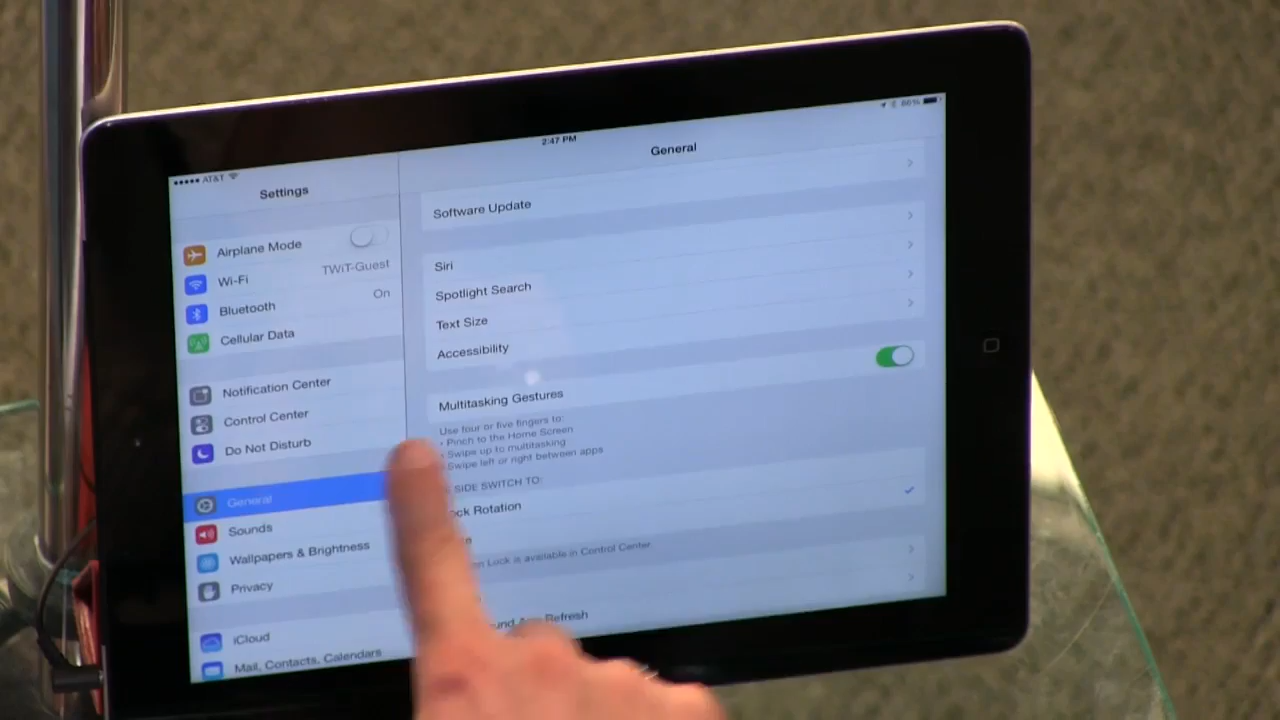 AT&T
2:47 PM
86%
Settings
General
Airplane Mode
Wi-Fi TWiT-Guest
Bluetooth On
Cellular Data
Notification Center
Control Center
Do Not Disturb
General
Sounds
Wallpapers & Brightness
Privacy
iCloud
Mail, Contacts, Calendars
Software Update
Siri
Spotlight Search
Text Size
Accessibility
Multitasking Gestures
Use four or five fingers to:
• Pinch to the Home Screen
• Swipe up to multitasking
• Swipe left or right between apps
SIDE SWITCH TO:
Rotation
Lock is available in Control Center
Refresh